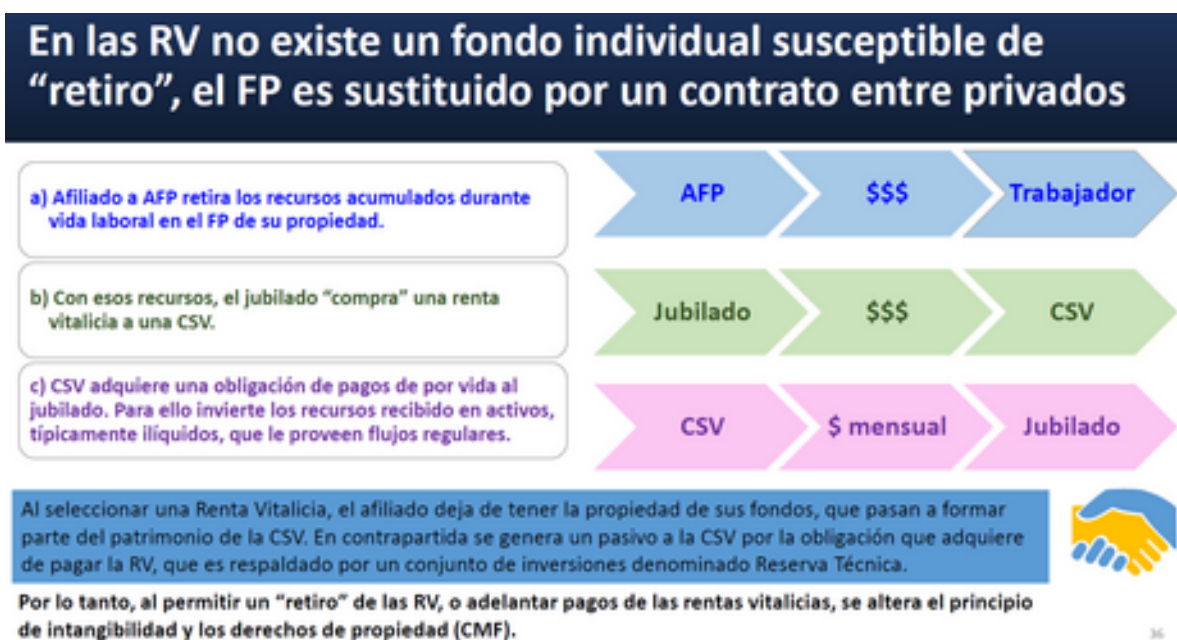 En las RV no existe un fondo individual susceptible de
“retiro”, el FP es sustituido por un contrato entre privados
a) Afiliado a AFP retira los recursos acumulados durante
vida laboral en el FP de su propiedad.
AFP
$$$
Trabajador
b) Con esos recursos, el jubilado “compra” una renta
vitalicia a una CSV.
Jubilado
$$$
CSV
c) CSV adquiere una obligación de pagos de por vida al
jubilado. Para ello invierte los recursos recibido en activos,
típicamente ilíquidos, que le proveen flujos regulares.
CSV
$ mensual
Jubilado
Al seleccionar una Renta Vitalicia, el afiliado deja de tener la propiedad de sus fondos, que pasan a formar
parte del patrimonio de la CSV. En contrapartida se genera un pasivo a la CSV por la obligación que adquiere
de pagar la RV, que es respaldado por un conjunto de inversiones denominado Reserva Técnica.
Por lo tanto, al permitir un “retiro” de las RV, o adelantar pagos de las rentas vitalicias, se altera el principio
de intangibilidad y los derechos de propiedad (CMF).
36